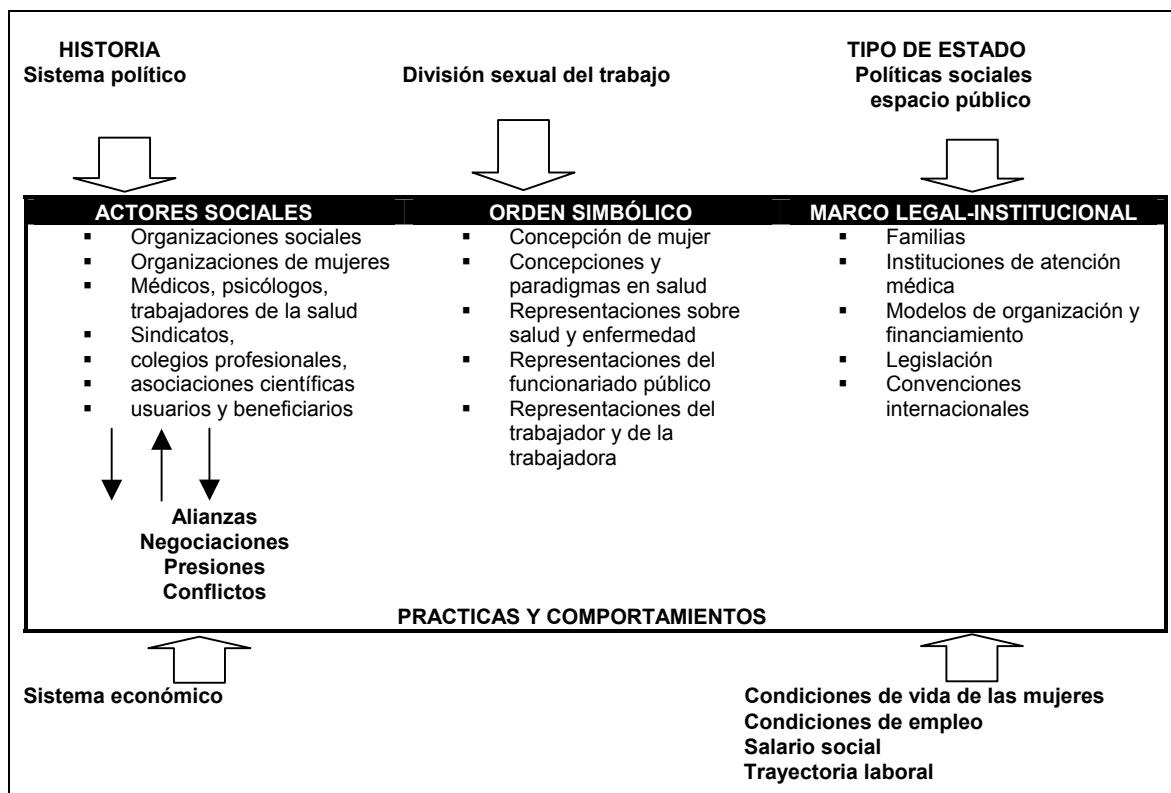 HISTORIA
Sistema político
División sexual del trabajo
TIPO DE ESTADO
Políticas sociales
espacio público
ACTORES SOCIALES
▪ Organizaciones sociales
▪ Organizaciones de mujeres
▪ Médicos, psicólogos,
trabajadores de la salud
▪ Sindicatos,
▪ colegios profesionales,
▪ asociaciones científicas
▪ usuarios y beneficiarios
Alianzas
Negociaciones
Presiones
Conflictos
ORDEN SIMBÓLICO
▪ Concepción de mujer
▪ Concepciones y
paradigmas en salud
▪ Representaciones sobre
salud y enfermedad
▪ Representaciones del
funcionariado público
▪ Representaciones del
trabajador y de la
trabajadora
MARCO LEGAL-INSTITUCIONAL
▪ Familias
▪ Instituciones de atención
médica
▪ Modelos de organización y
financiamiento
▪ Legislación
▪ Convenciones
internacionales
PRACTICAS Y COMPORTAMIENTOS
Sistema económico
Condiciones de vida de las mujeres
Condiciones de empleo
Salario social
Trayectoria laboral